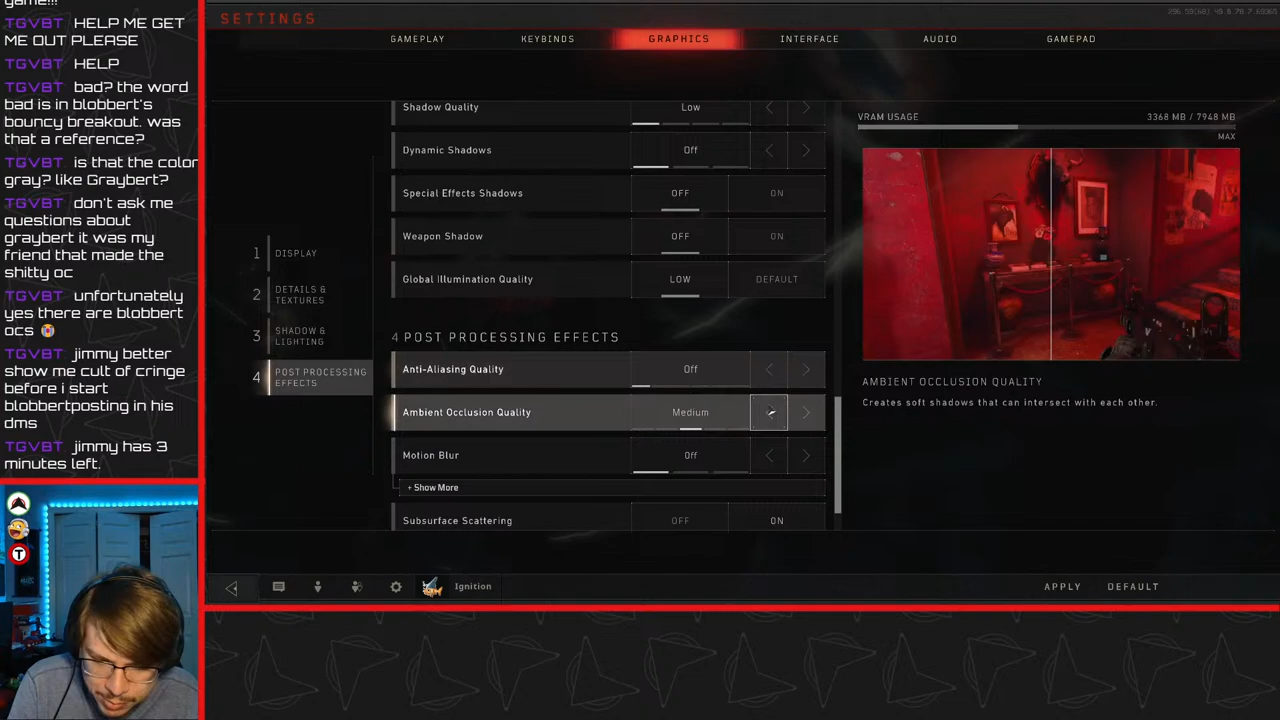 game!!!
TGVBT HELP ME GET
ME OUT PLEASE
TGVBT HELP
TGVBT bad? the word
bad is in blobbert's
bouncy breakout. was
that a reference?
TGVBT is that the color
gray? like Graybert?
TGVBT don't ask me
questions about
graybert it was my
friend that made the
shitty oc
TGVBT unfortunately
yes there are blobbert
ocs 😭
TGVBT jimmy better
show me cult of cringe
before i start
blobbertposting in his
dms
TGVBT jimmy has 3
minutes left.
SETTINGS
GAMEPLAY KEYBINDS GRAPHICS INTERFACE AUDIO GAMEPAD
1 DISPLAY
2 DETAILS &
TEXTURES
3 SHADOW &
LIGHTING
4 POST PROCESSING
EFFECTS
Shadow Quality Low
Dynamic Shadows Off
Special Effects Shadows OFF ON
Weapon Shadow OFF ON
Global Illumination Quality LOW DEFAULT
4 POST PROCESSING EFFECTS
Anti-Aliasing Quality Off
Ambient Occlusion Quality Medium
Motion Blur Off
+ Show More
Subsurface Scattering OFF ON
VRAM USAGE 3368 MB / 7948 MB
MAX
AMBIENT OCCLUSION QUALITY
Creates soft shadows that can intersect with each other.
T
Ignition
APPLY DEFAULT